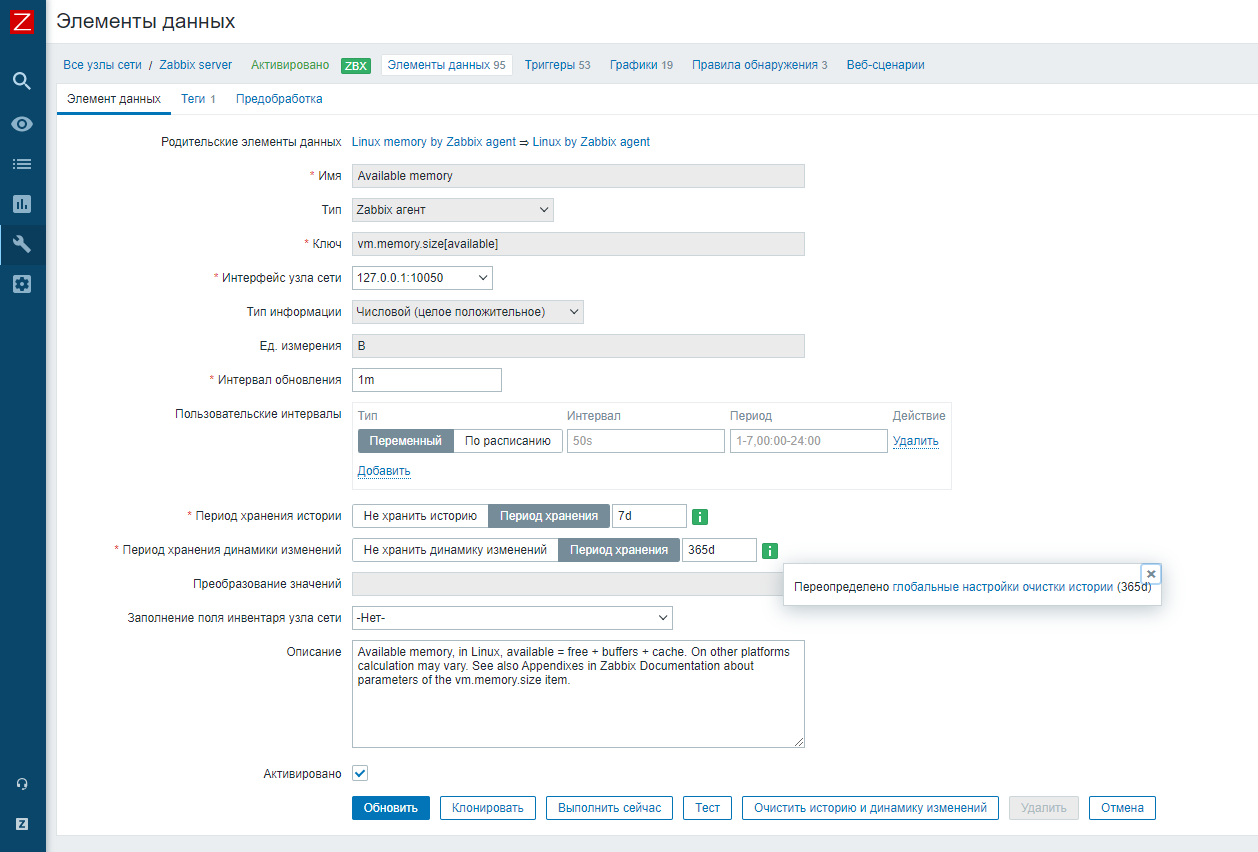 Z
Элементы данных
Все узлы сети / Zabbix server Активировано ZBX Элементы данных 95 Триггеры 53 Графики 19 Правила обнаружения 3 Веб-сценарии
Элемент данных Теги 1 Предобработка
Родительские элементы данных Linux memory by Zabbix agent ⇒ Linux by Zabbix agent
* Имя Available memory
Тип Zabbix агент
* Ключ vm.memory.size[available]
* Интерфейс узла сети 127.0.0.1:10050
Тип информации Числовой (целое положительное)
Ед. измерения B
* Интервал обновления 1m
Пользовательские интервалы Тип Интервал Период Действие
Переменный По расписанию 50s 1-7,00:00-24:00 Удалить
Добавить
* Период хранения истории Не хранить историю Период хранения 7d i
* Период хранения динамики изменений Не хранить динамику изменений Период хранения 365d i
Преобразование значений
Переопределено глобальные настройки очистки истории (365d)
Заполнение поля инвентаря узла сети -Нет-
Описание Available memory, in Linux, available = free + buffers + cache. On other platforms
calculation may vary. See also Appendixes in Zabbix Documentation about
parameters of the vm.memory.size item.
Активировано
Обновить Клонировать Выполнить сейчас Тест Очистить историю и динамику изменений Удалить Отмена
Z